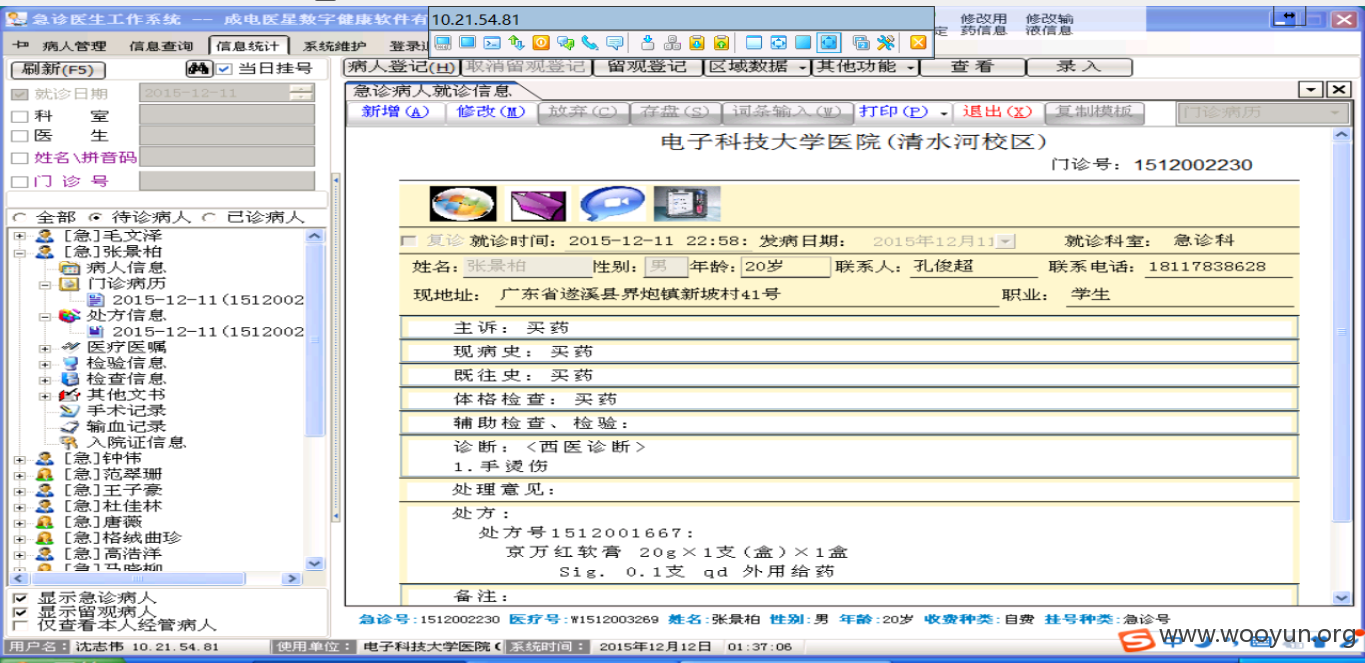 急诊医生工作系统 -- 成电医星数字健康软件有
10.21.54.81
修改用 修改输
定 药信息 液信息
病人管理 信息查询 信息统计 系统维护 登录
刷新(F5) 当日挂号
病人登记(H) 取消留观登记 留观登记 区域数据 其他功能 查看 录入
就诊日期 2015-12-11
科 室
医 生
姓名\拼音码
门 诊 号
全部 待诊病人 已诊病人
[急]毛文泽
[急]张景柏
病人信息
门诊病历
2015-12-11(1512002
处方信息
2015-12-11(1512002
医疗医嘱
检验信息
检查信息
其他文书
手术记录
输血记录
入院证信息
[急]钟伟
[急]范翠珊
[急]王子豪
[急]杜佳林
[急]唐薇
[急]格绒曲珍
[急]高浩洋
[急]马晓柳
显示急诊病人
显示留观病人
仅查看本人经管病人
急诊病人就诊信息
新增(A) 修改(M) 放弃(C) 存盘(S) 词条输入(W) 打印(P) 退出(X) 复制模板 门诊病历
电子科技大学医院(清水河校区)
门诊号: 1512002230
复诊 就诊时间: 2015-12-11 22:58: 发病日期: 2015年12月11 就诊科室: 急诊科
姓名: 张景柏 性别: 男 年龄: 20岁 联系人: 孔俊超 联系电话: 18117838628
现地址: 广东省遂溪县界炮镇新坡村41号 职业: 学生
主诉: 买药
现病史: 买药
既往史: 买药
体格检查: 买药
辅助检查、检验:
诊断: <西医诊断>
1.手烫伤
处理意见:
处方:
处方号1512001667:
京万红软膏 20g×1支(盒)×1盒
Sig. 0.1支 qd 外用给药
备注:
急诊号:1512002230 医疗号:W1512003269 姓名:张景柏 性别:男 年龄:20岁 收费种类:自费 挂号种类:急诊号
用户名: 沈志伟 10.21.54.81 使用单位: 电子科技大学医院( 系统时间: 2015年12月12日 01:37:06
www.wooyun.org
中